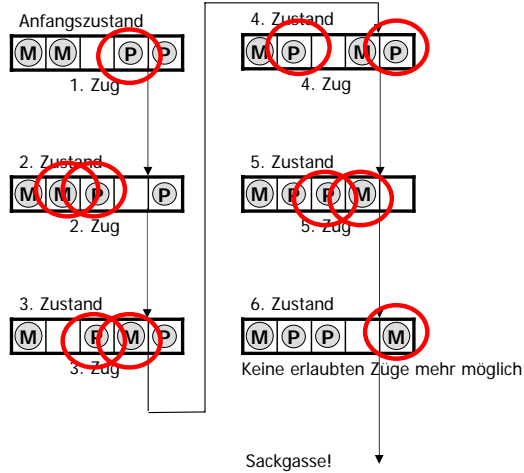 Anfangszustand
M M P P
1. Zug
2. Zustand
M M P P
2. Zug
3. Zustand
M P M P
3. Zug
4. Zustand
M P M P
4. Zug
5. Zustand
M P P M
5. Zug
6. Zustand
M P P M
Keine erlaubten Züge mehr möglich
Sackgasse!